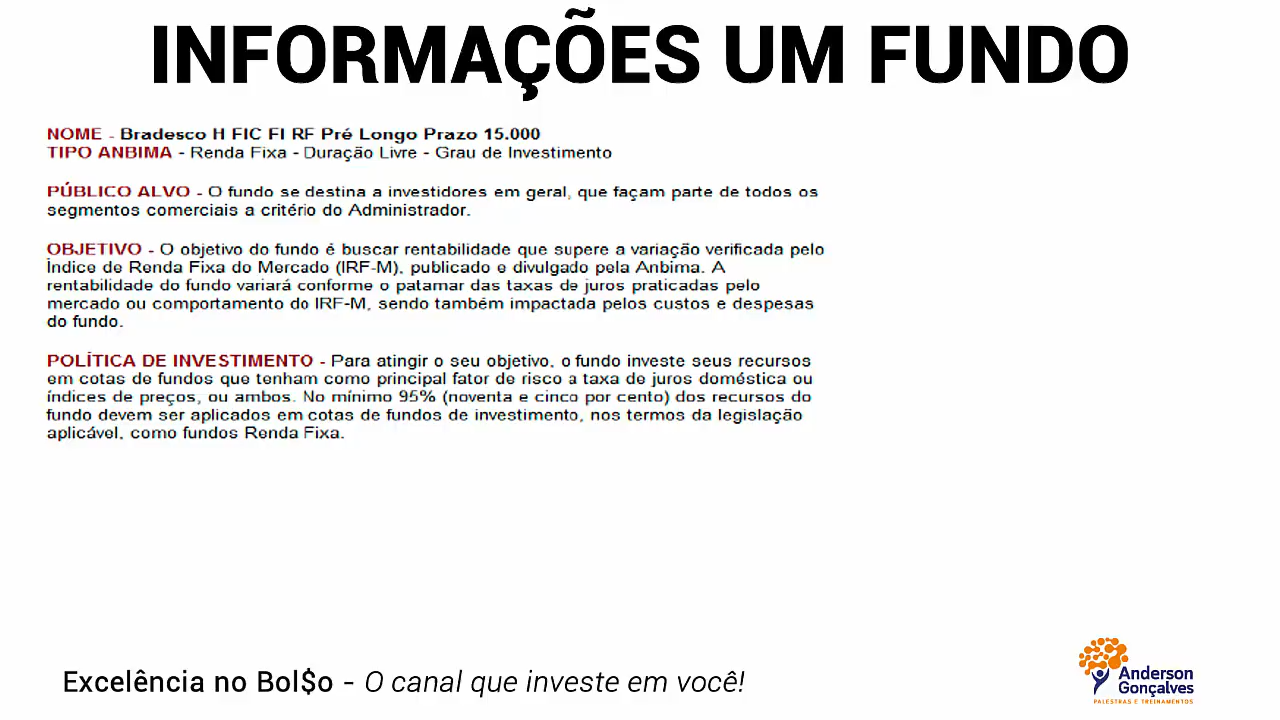 INFORMAÇÕES UM FUNDO
NOME - Bradesco H FIC FI RF Pré Longo Prazo 15.000
TIPO ANBIMA - Renda Fixa - Duração Livre - Grau de Investimento
PÚBLICO ALVO - O fundo se destina a investidores em geral, que façam parte de todos os
segmentos comerciais a critério do Administrador.
OBJETIVO - O objetivo do fundo é buscar rentabilidade que supere a variação verificada pelo
Índice de Renda Fixa do Mercado (IRF-M), publicado e divulgado pela Anbima. A
rentabilidade do fundo variará conforme o patamar das taxas de juros praticadas pelo
mercado ou comportamento do IRF-M, sendo também impactada pelos custos e despesas
do fundo.
POLÍTICA DE INVESTIMENTO - Para atingir o seu objetivo, o fundo investe seus recursos
em cotas de fundos que tenham como principal fator de risco a taxa de juros doméstica ou
índices de preços, ou ambos. No mínimo 95% (noventa e cinco por cento) dos recursos do
fundo devem ser aplicados em cotas de fundos de investimento, nos termos da legislação
aplicável, como fundos Renda Fixa.
Excelência no Bol$o - O canal que investe em você!
Anderson
Gonçalves
PALESTRAS E TREINAMENTOS